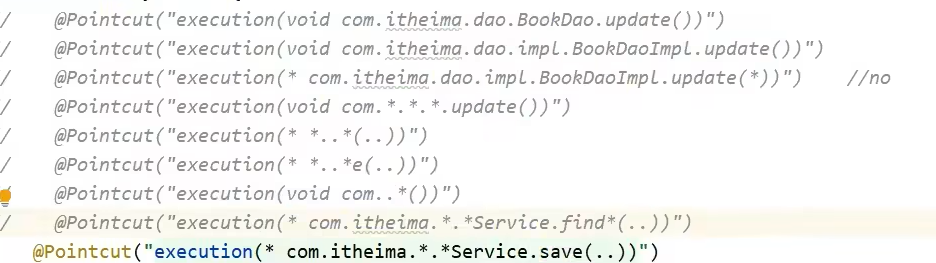 / @Pointcut("execution(void com.itheima.dao.BookDao.update())")
/ @Pointcut("execution(void com.itheima.dao.impl.BookDaoImpl.update())")
/ @Pointcut("execution(* com.itheima.dao.impl.BookDaoImpl.update(*))") //no
/ @Pointcut("execution(void com.*.*.*.update())")
/ @Pointcut("execution(* *..*(..))")
/ @Pointcut("execution(* *..*e(..))")
@Pointcut("execution(void com..*())")
/ @Pointcut("execution(* com.itheima.*.*Service.find*(..))")
@Pointcut("execution(* com.itheima.*.*Service.save(..))")